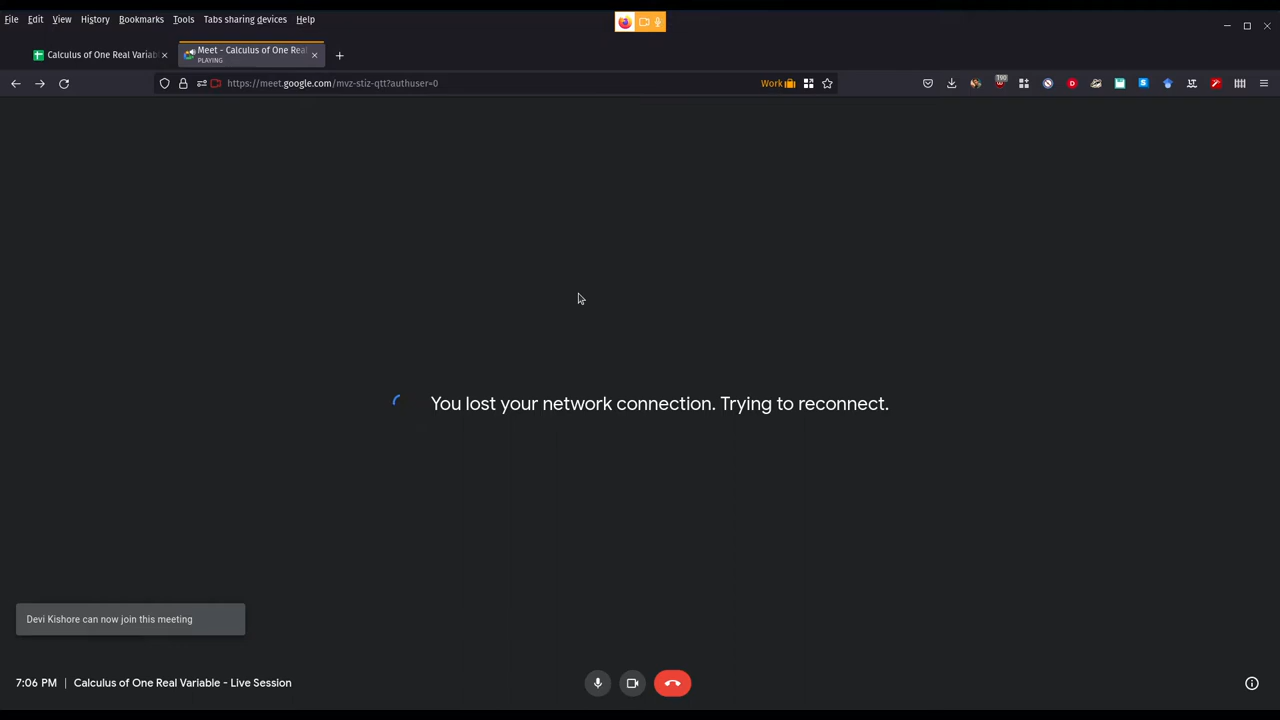 File Edit View History Bookmarks Tools Tabs sharing devices Help
Calculus of One Real Variab
Meet - Calculus of One Real
PLAYING
https://meet.google.com/mvz-stiz-qtt?authuser=0
Work
100
You lost your network connection. Trying to reconnect.
Devi Kishore can now join this meeting
7:06 PM | Calculus of One Real Variable - Live Session